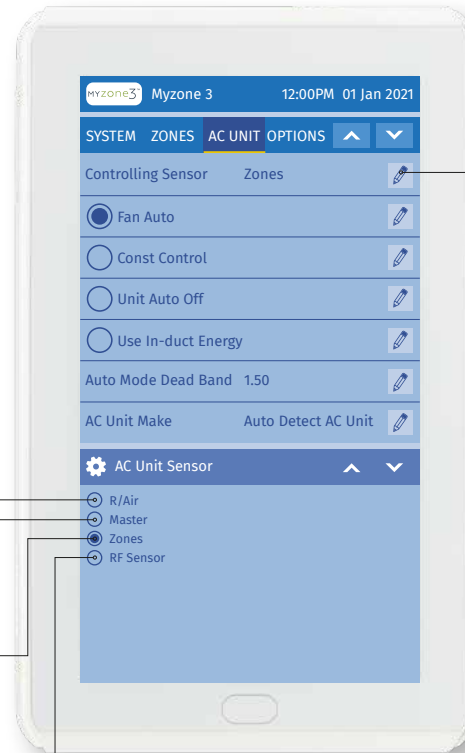 MYzone3™ Myzone 3 12:00PM 01 Jan 2021
SYSTEM ZONES AC UNIT OPTIONS
Controlling Sensor Zones
Fan Auto
Const Control
Unit Auto Off
Use In-duct Energy
Auto Mode Dead Band 1.50
AC Unit Make Auto Detect AC Unit
AC Unit Sensor
R/Air
Master
Zones
RF Sensor